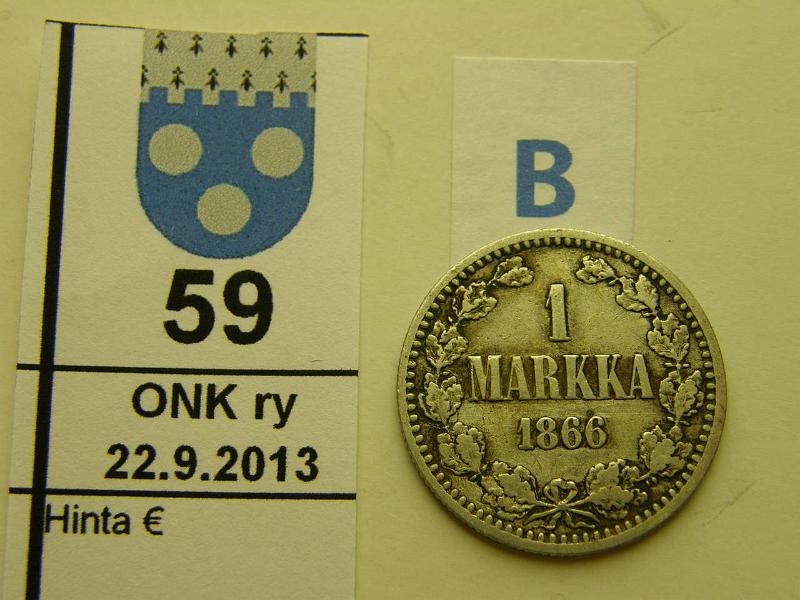 59
ONK ry
22.9.2013
Hinta €
B
1
MARKKA
1866